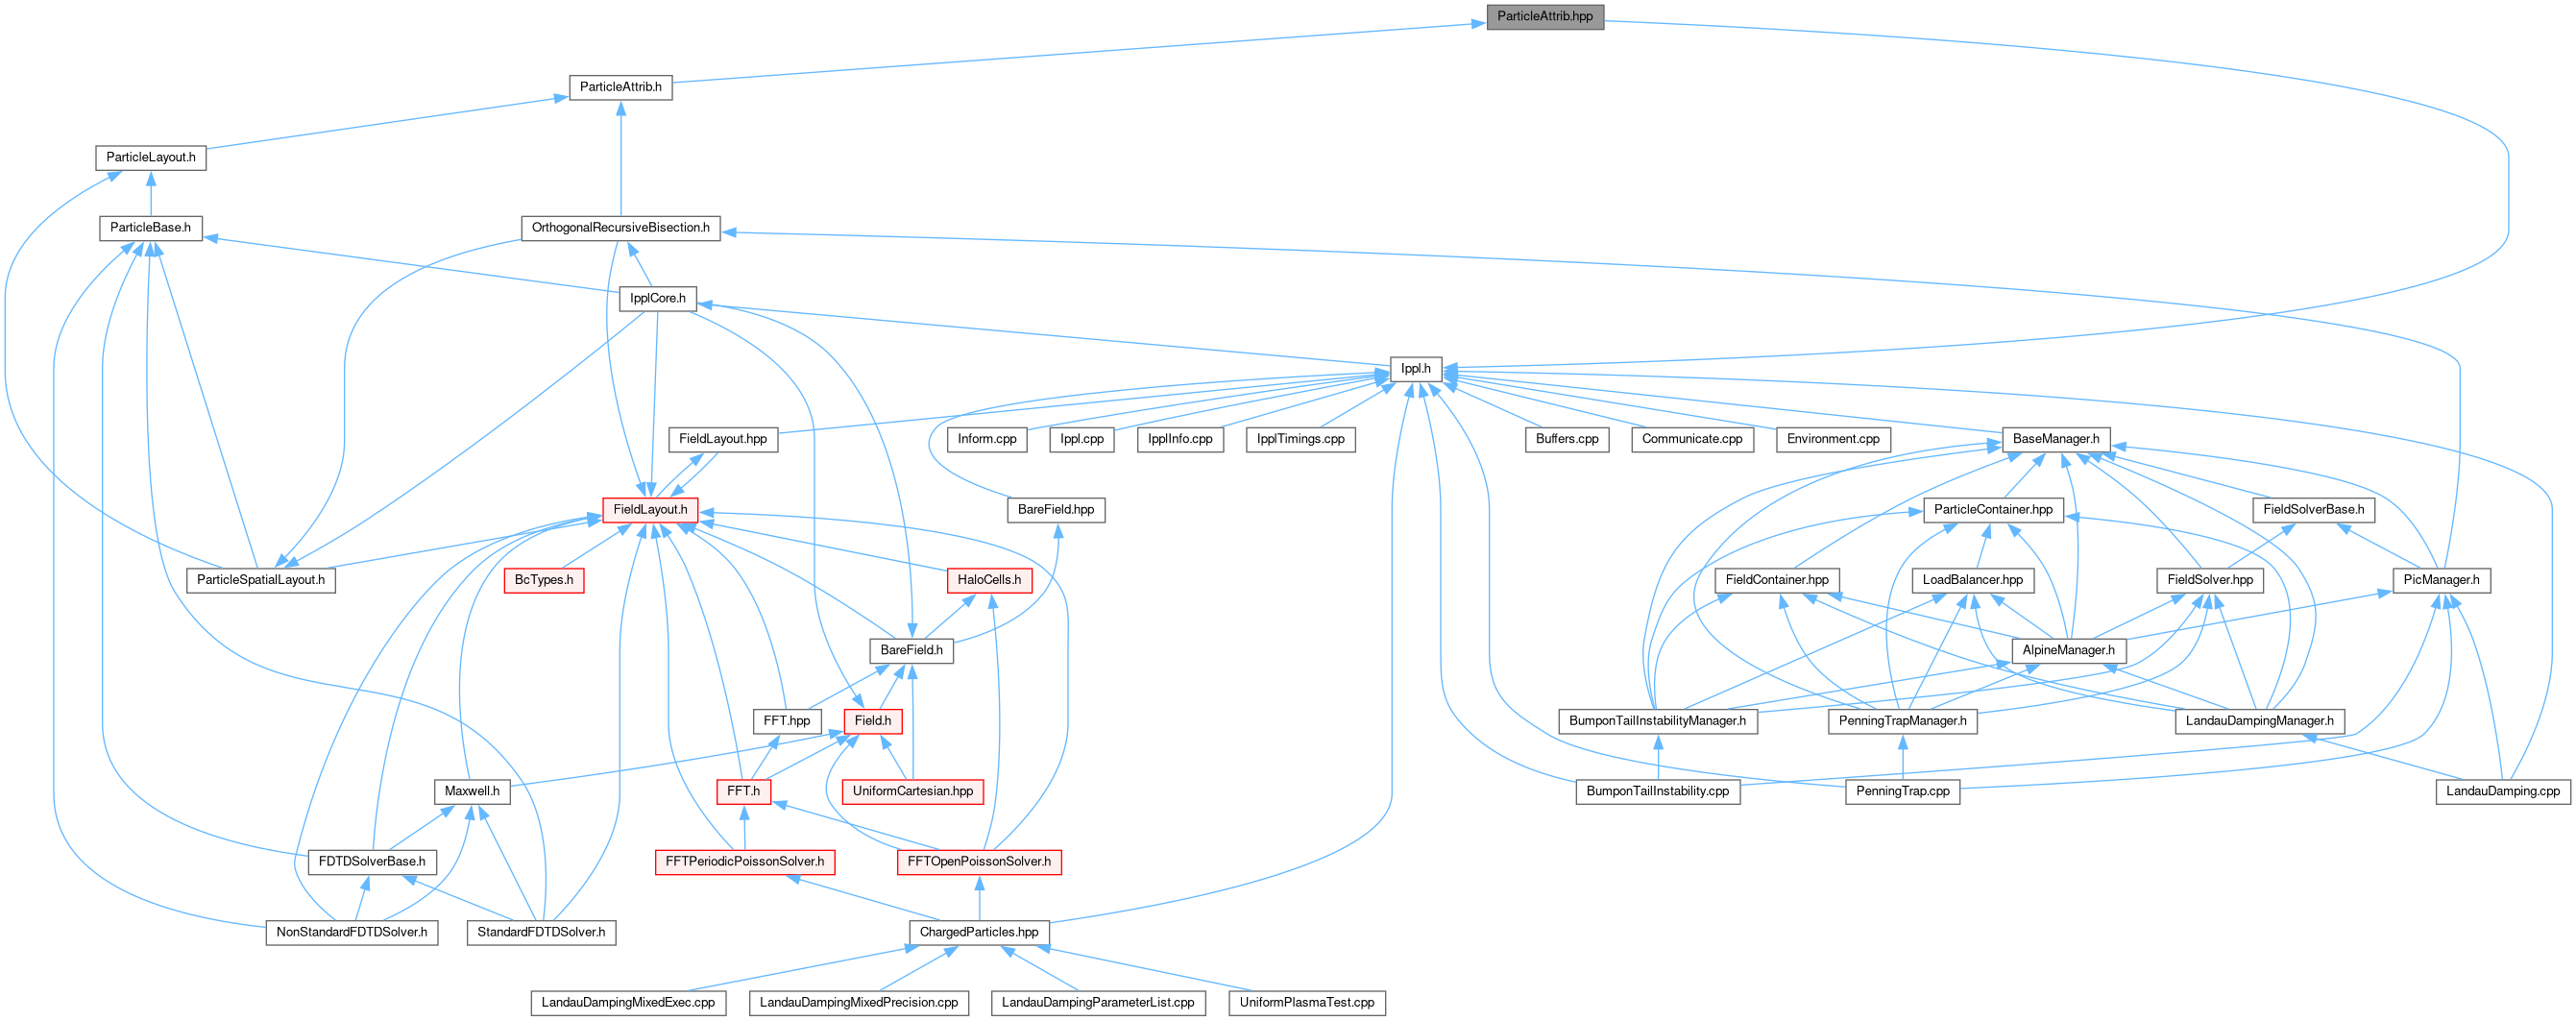 ParticleAttrib.hpp
ParticleAttrib.h
ParticleLayout.h
ParticleBase.h
OrthogonalRecursiveBisection.h
IpplCore.h
Ippl.h
FieldLayout.hpp
Inform.cpp
Ippl.cpp
IpplInfo.cpp
IpplTimings.cpp
Buffers.cpp
Communicate.cpp
Environment.cpp
BaseManager.h
FieldLayout.h
BareField.hpp
ParticleContainer.hpp
FieldSolverBase.h
ParticleSpatialLayout.h
BcTypes.h
HaloCells.h
FieldContainer.hpp
LoadBalancer.hpp
FieldSolver.hpp
PicManager.h
BareField.h
AlpineManager.h
FFT.hpp
Field.h
BumponTailInstabilityManager.h
PenningTrapManager.h
LandauDampingManager.h
Maxwell.h
FFT.h
UniformCartesian.hpp
BumponTailInstability.cpp
PenningTrap.cpp
LandauDamping.cpp
FDTDSolverBase.h
FFTPeriodicPoissonSolver.h
FFTOpenPoissonSolver.h
NonStandardFDTDSolver.h
StandardFDTDSolver.h
ChargedParticles.hpp
LandauDampingMixedExec.cpp
LandauDampingMixedPrecision.cpp
LandauDampingParameterList.cpp
UniformPlasmaTest.cpp